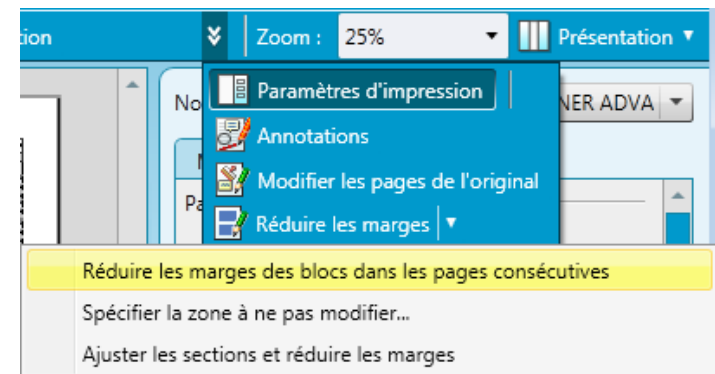 tion Zoom : 25% Présentation
Paramètres d'impression
No NER ADVA
Annotations
Modifier les pages de l'original
Pa
Réduire les marges
Réduire les marges des blocs dans les pages consécutives
Spécifier la zone à ne pas modifier...
Ajuster les sections et réduire les marges